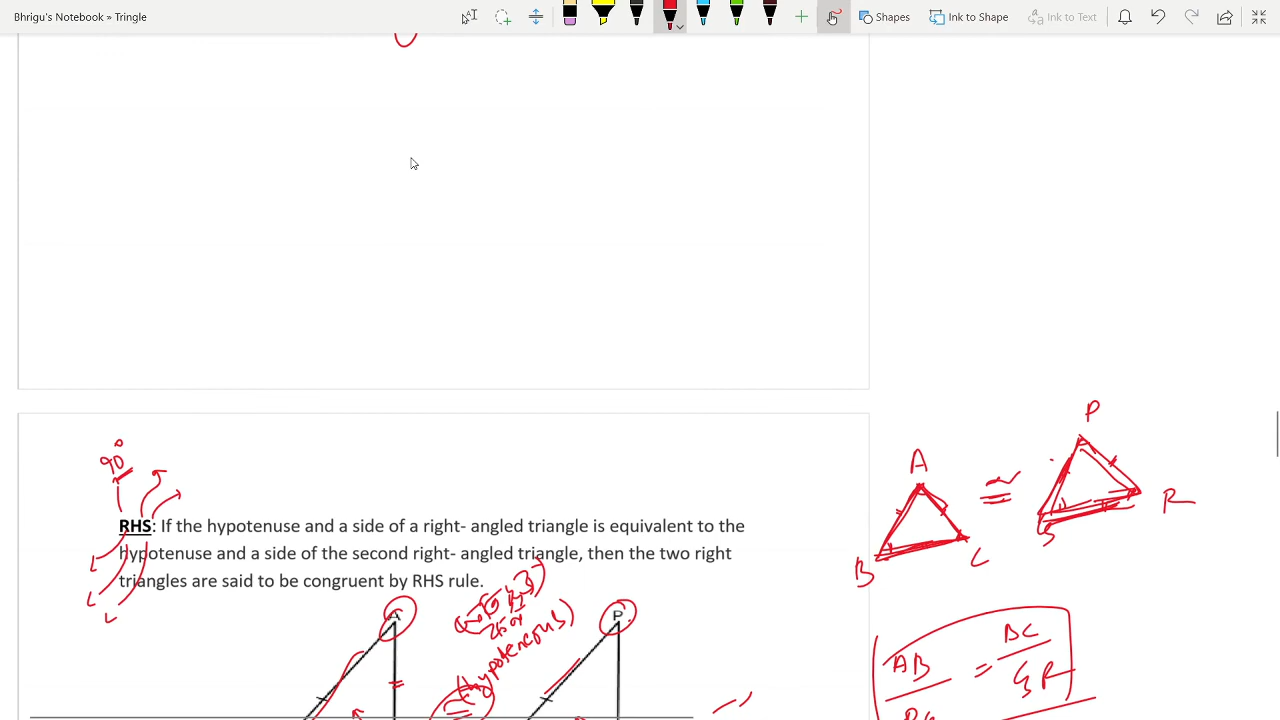 Bhrigu's Notebook » Tringle
Shapes
Ink to Shape
Ink to Text
90°
RHS: If the hypotenuse and a side of a right- angled triangle is equivalent to the
hypotenuse and a side of the second right- angled triangle, then the two right
triangles are said to be congruent by RHS rule.
A
P
A
B
C
≅
P
R
AB
=
BC